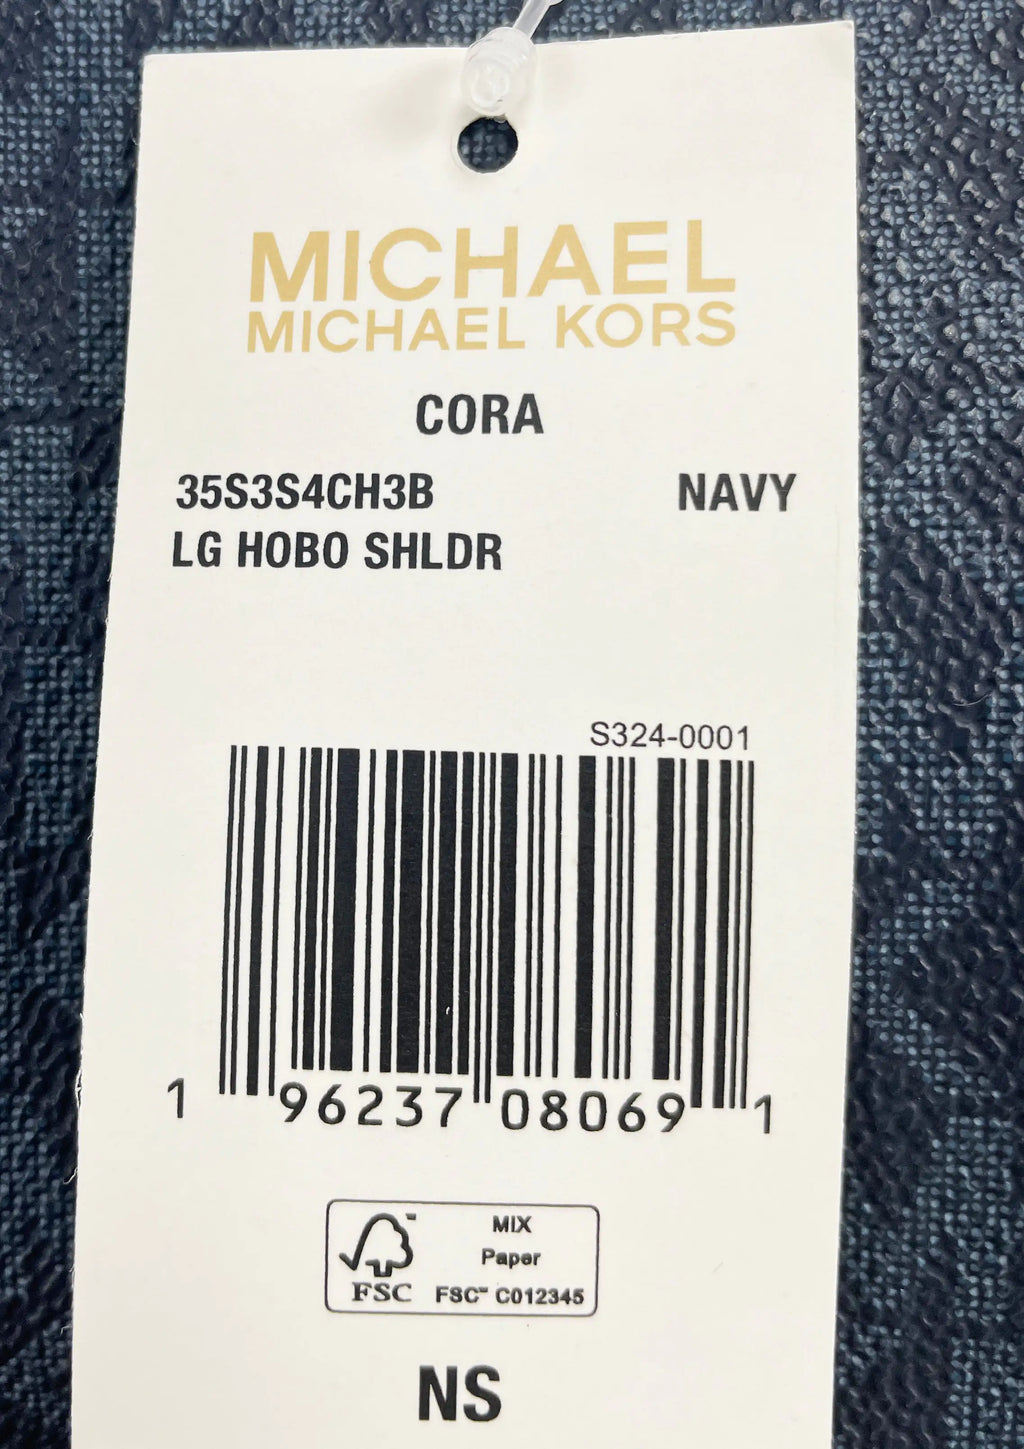 MICHAEL
MICHAEL KORS
CORA
35S3S4CH3B NAVY
LG HOBO SHLDR
S324-0001
1 96237 08069 1
MIX
Paper
FSC FSC™ C012345
NS